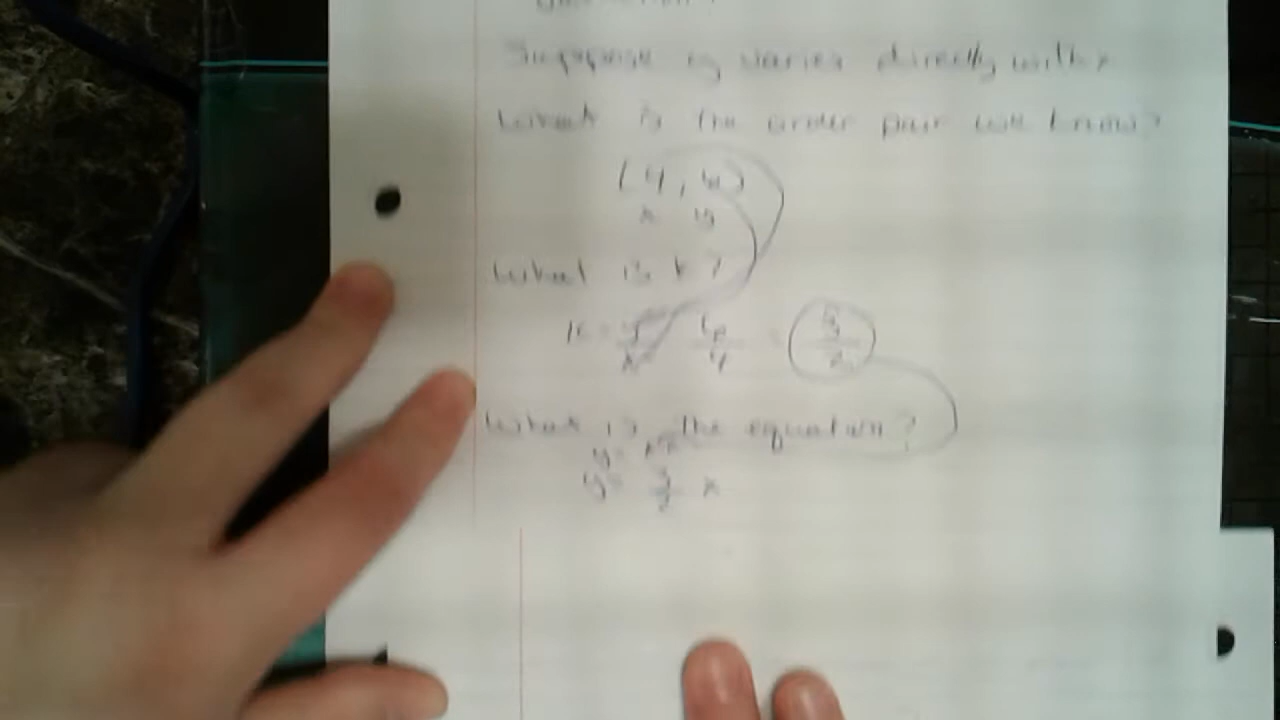 Suppose y varies directly with x
What is the order pair we know?
(4, 6)
x y
What is k?
k = y/x 6/4 = 3/2
What is the equation?
y = kx
y = 3/2 x